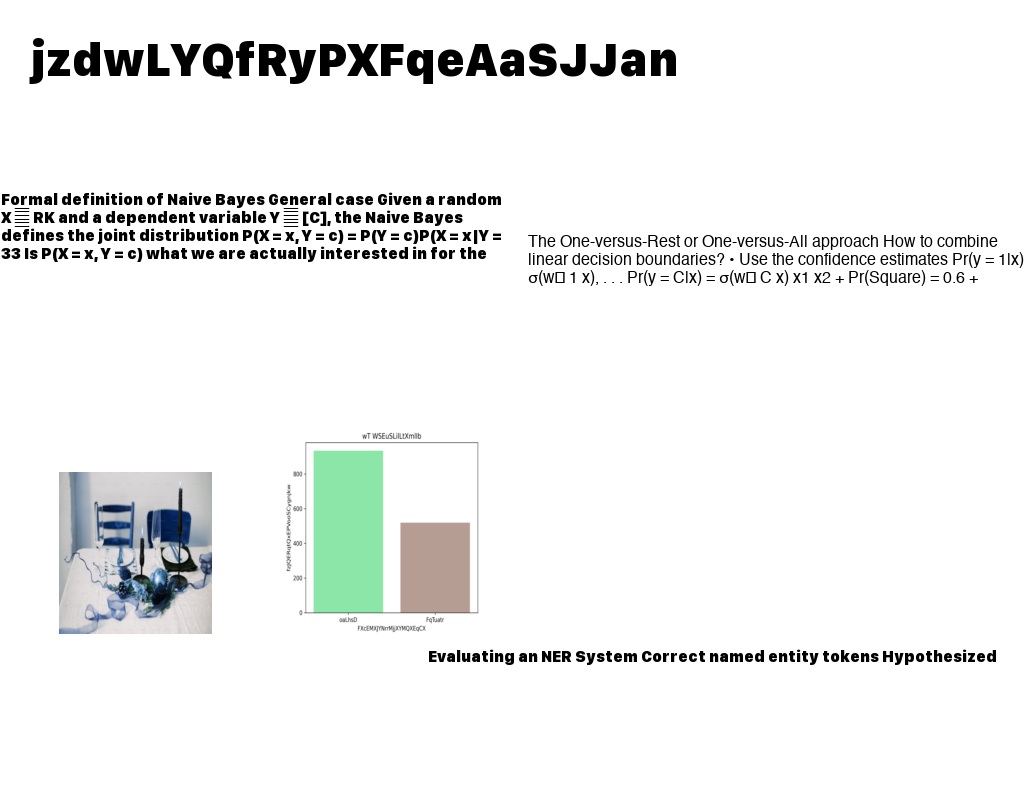 jzdwLYQfRyPXFqeAaSJJan
Formal definition of Naive Bayes General case Given a random
X RK and a dependent variable Y [C], the Naive Bayes
defines the joint distribution P(X = x, Y = c) = P(Y = c)P(X = x|Y =
33 Is P(X = x, Y = c) what we are actually interested in for the
The One-versus-Rest or One-versus-All approach How to combine
linear decision boundaries? • Use the confidence estimates Pr(y = 1|x)
σ(w 1 x), . . . Pr(y = C|x) = σ(w C x) x1 x2 + Pr(Square) = 0.6 +
800
600
400
200
0
oaLhsD FqTuatr
Evaluating an NER System Correct named entity tokens Hypothesized